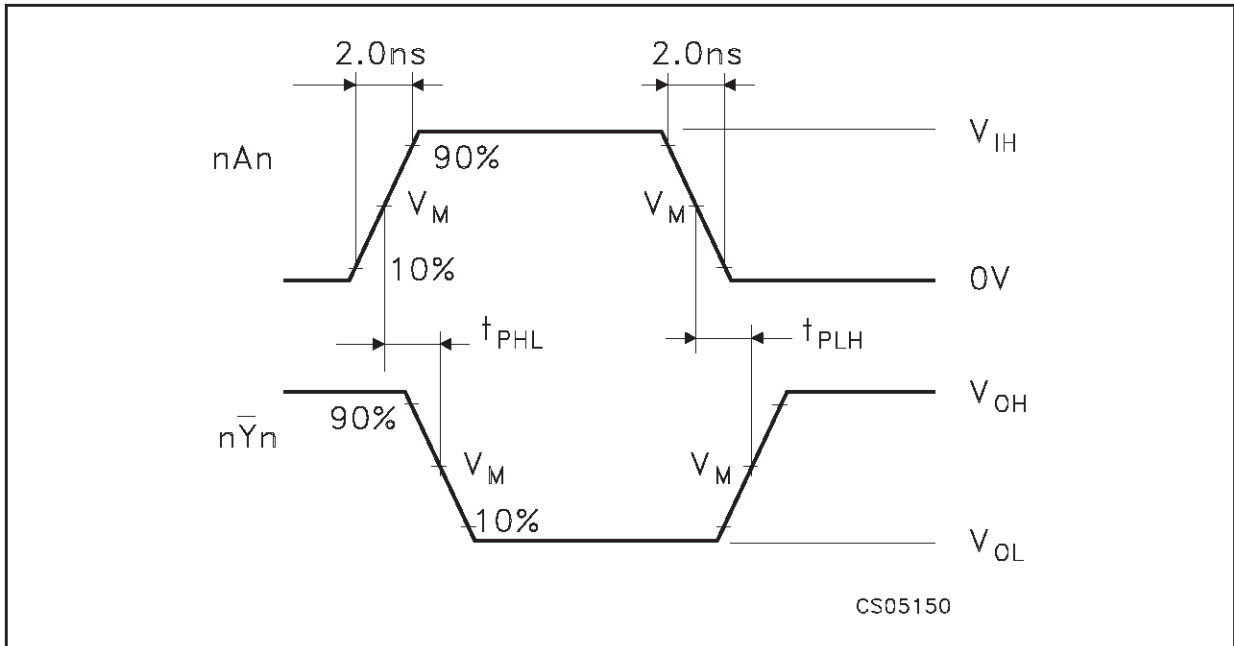 2.0ns 2.0ns
V_IH
nAn
90%
V_M V_M
10%
0V
t_PHL t_PLH
V_OH
90%
nȲn
V_M V_M
10%
V_OL
CS05150